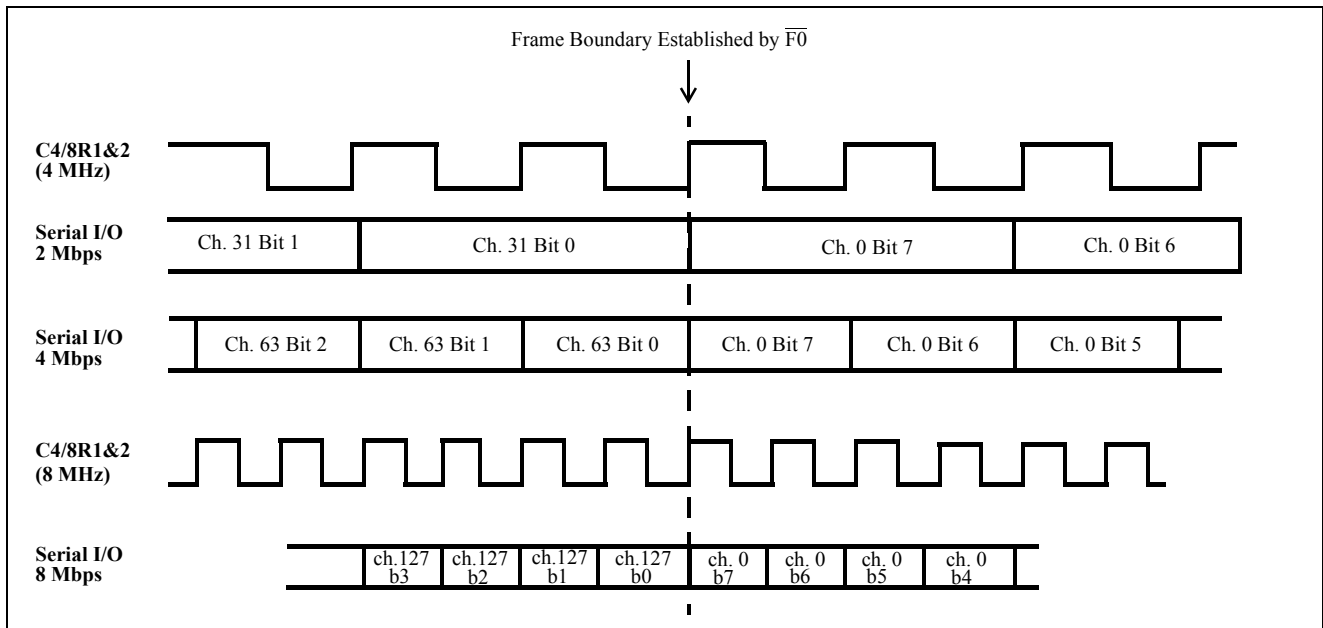 Frame Boundary Established by F0
C4/8R1&2
(4 MHz)
Serial I/O
2 Mbps
Ch. 31 Bit 1
Ch. 31 Bit 0
Ch. 0 Bit 7
Ch. 0 Bit 6
Serial I/O
4 Mbps
Ch. 63 Bit 2
Ch. 63 Bit 1
Ch. 63 Bit 0
Ch. 0 Bit 7
Ch. 0 Bit 6
Ch. 0 Bit 5
C4/8R1&2
(8 MHz)
Serial I/O
8 Mbps
ch.127
b3
ch.127
b2
ch.127
b1
ch.127
b0
ch. 0
b7
ch. 0
b6
ch. 0
b5
ch. 0
b4